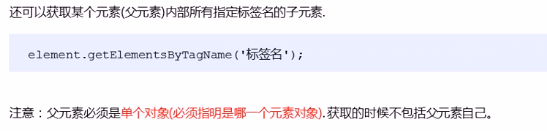 还可以获取某个元素(父元素)内部所有指定标签名的子元素.
element.getElementsByTagName('标签名');
注意：父元素必须是单个对象(必须指明是哪一个元素对象).获取的时候不包括父元素自己。